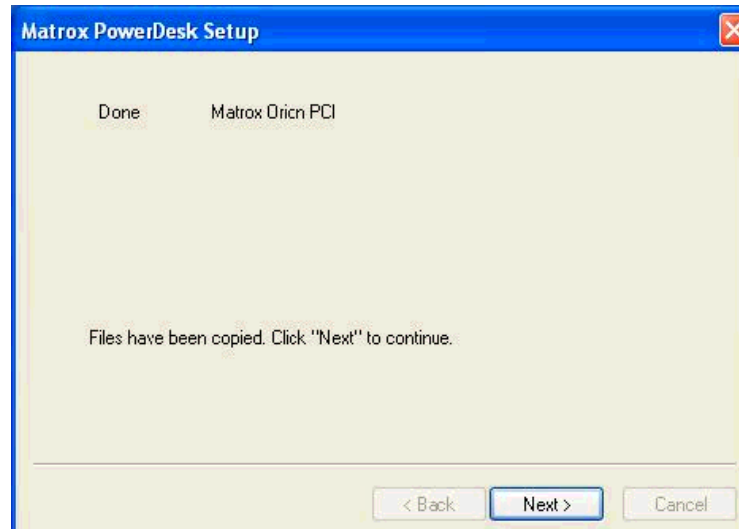 Matrox PowerDesk Setup
Done Matrox Oricn PCI
Files have been copied. Click "Next" to continue.
< Back Next > Cancel